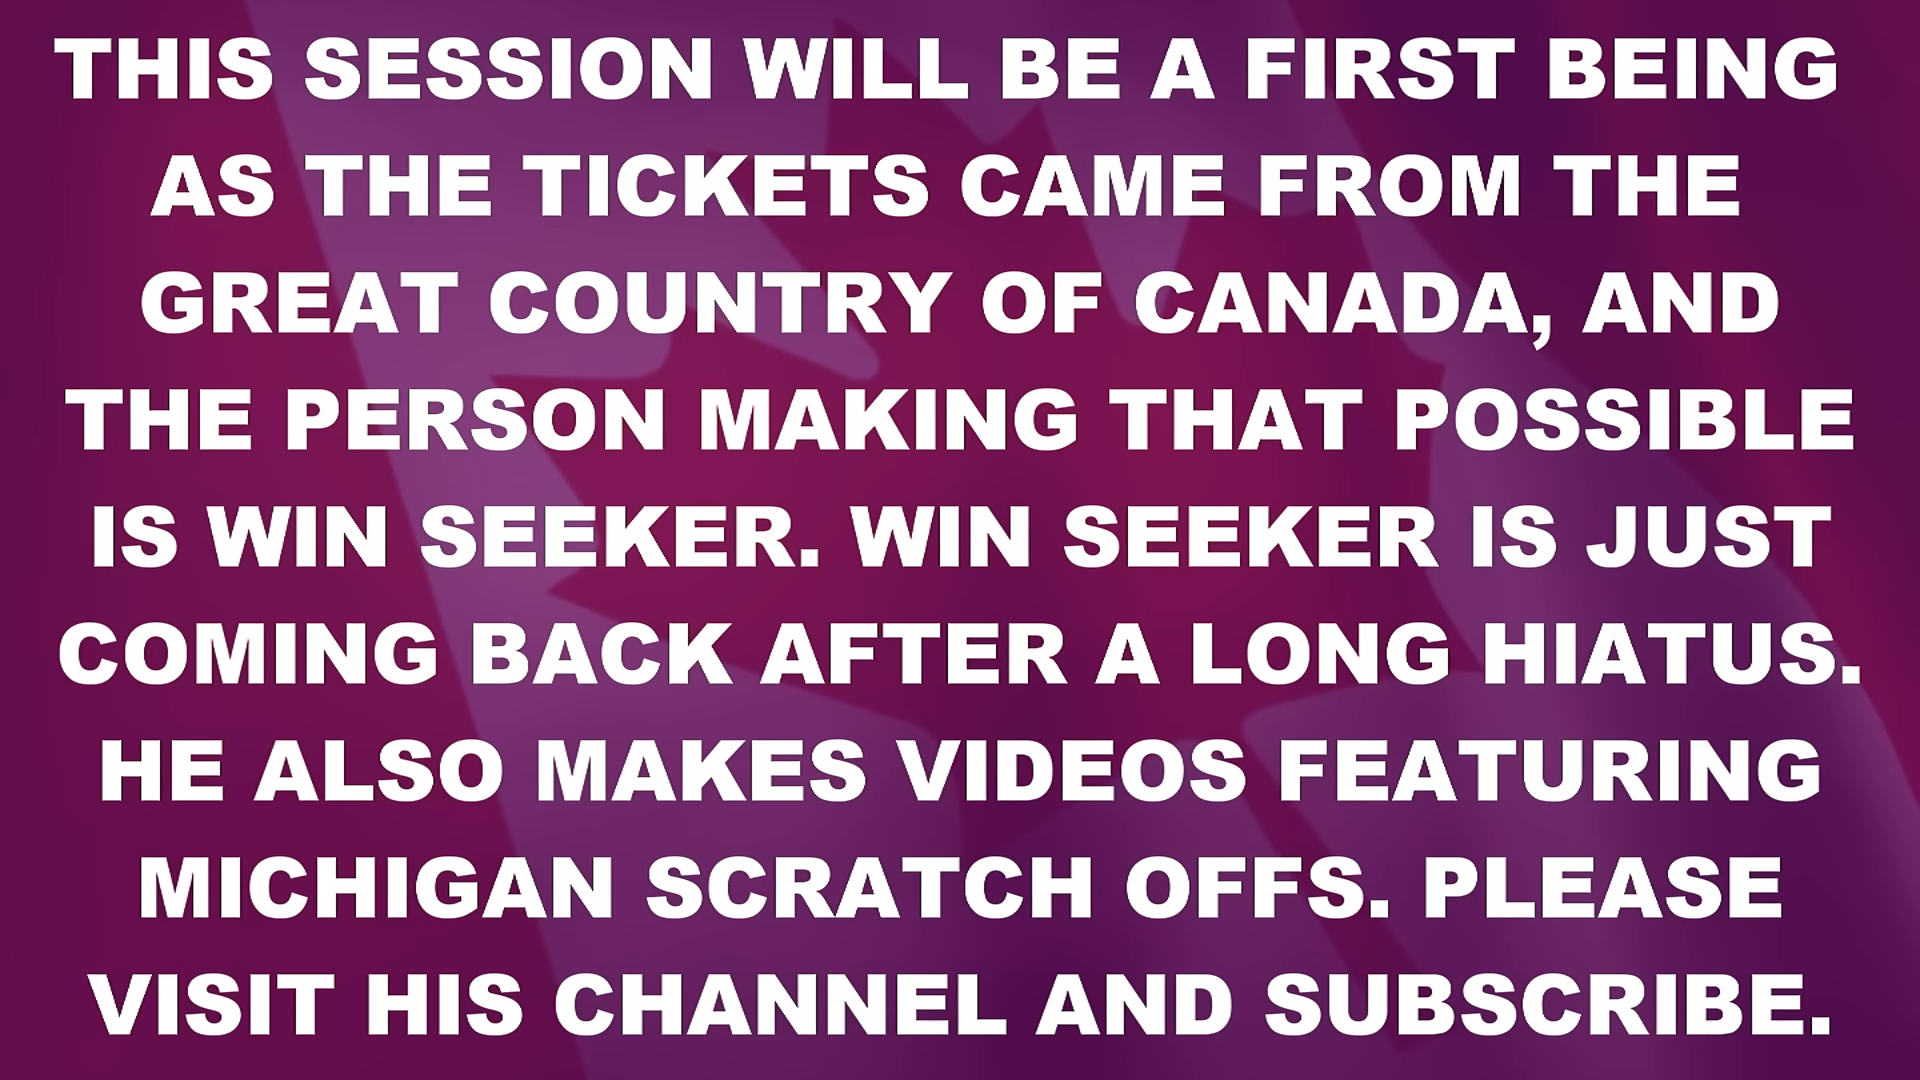 THIS SESSION WILL BE A FIRST BEING
AS THE TICKETS CAME FROM THE
GREAT COUNTRY OF CANADA, AND
THE PERSON MAKING THAT POSSIBLE
IS WIN SEEKER. WIN SEEKER IS JUST
COMING BACK AFTER A LONG HIATUS.
HE ALSO MAKES VIDEOS FEATURING
MICHIGAN SCRATCH OFFS. PLEASE
VISIT HIS CHANNEL AND SUBSCRIBE.